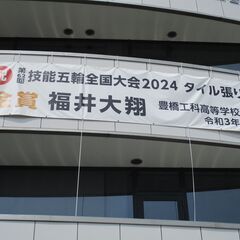 祝 第62回 技能五輪全国大会2024 タイル張り
金賞 福井大翔 豊橋工科高等学校
令和3年